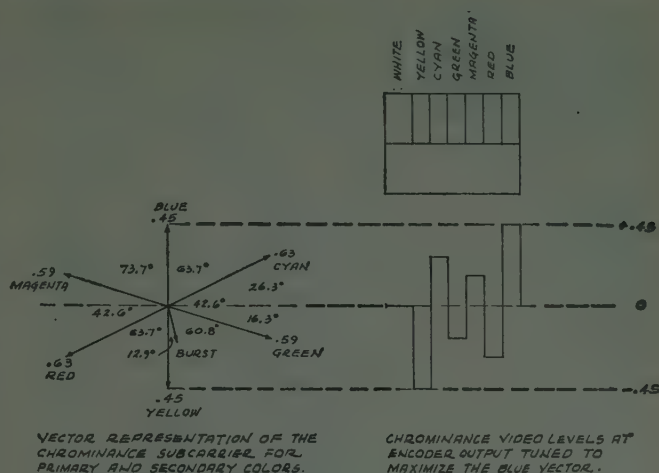 WHITE
YELLOW
CYAN
GREEN
MAGENTA
RED
BLUE
BLUE
.45
+.45
.59
MAGENTA
73.7°
63.7°
.63
CYAN
26.3°
42.6°
42.6°
0
16.3°
63.7°
60.8°
.59
GREEN
12.9°
BURST
.63
RED
.45
YELLOW
-.45
VECTOR REPRESENTATION OF THE
CHROMINANCE SUBCARRIER FOR
PRIMARY AND SECONDARY COLORS.
CHROMINANCE VIDEO LEVELS AT
ENCODER OUTPUT TUNED TO
MAXIMIZE THE BLUE VECTOR.